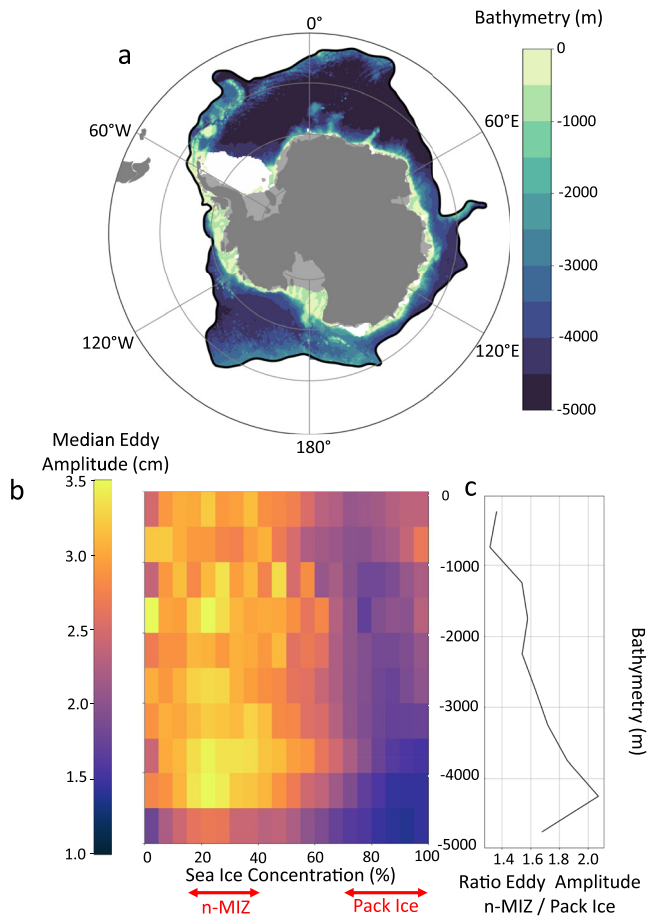 Bathymetry (m)
a
0°
60°W
60°E
120°W
120°E
180°
0
-1000
-2000
-3000
-4000
-5000
Median Eddy
Amplitude (cm)
b
3.5
3.0
2.5
2.0
1.5
1.0
0 20 40 60 80 100
Sea Ice Concentration (%)
n-MIZ
Pack Ice
c
0
-1000
-2000
-3000
-4000
-5000
Bathymetry (m)
1.4 1.6 1.8 2.0
Ratio Eddy Amplitude
n-MIZ / Pack Ice